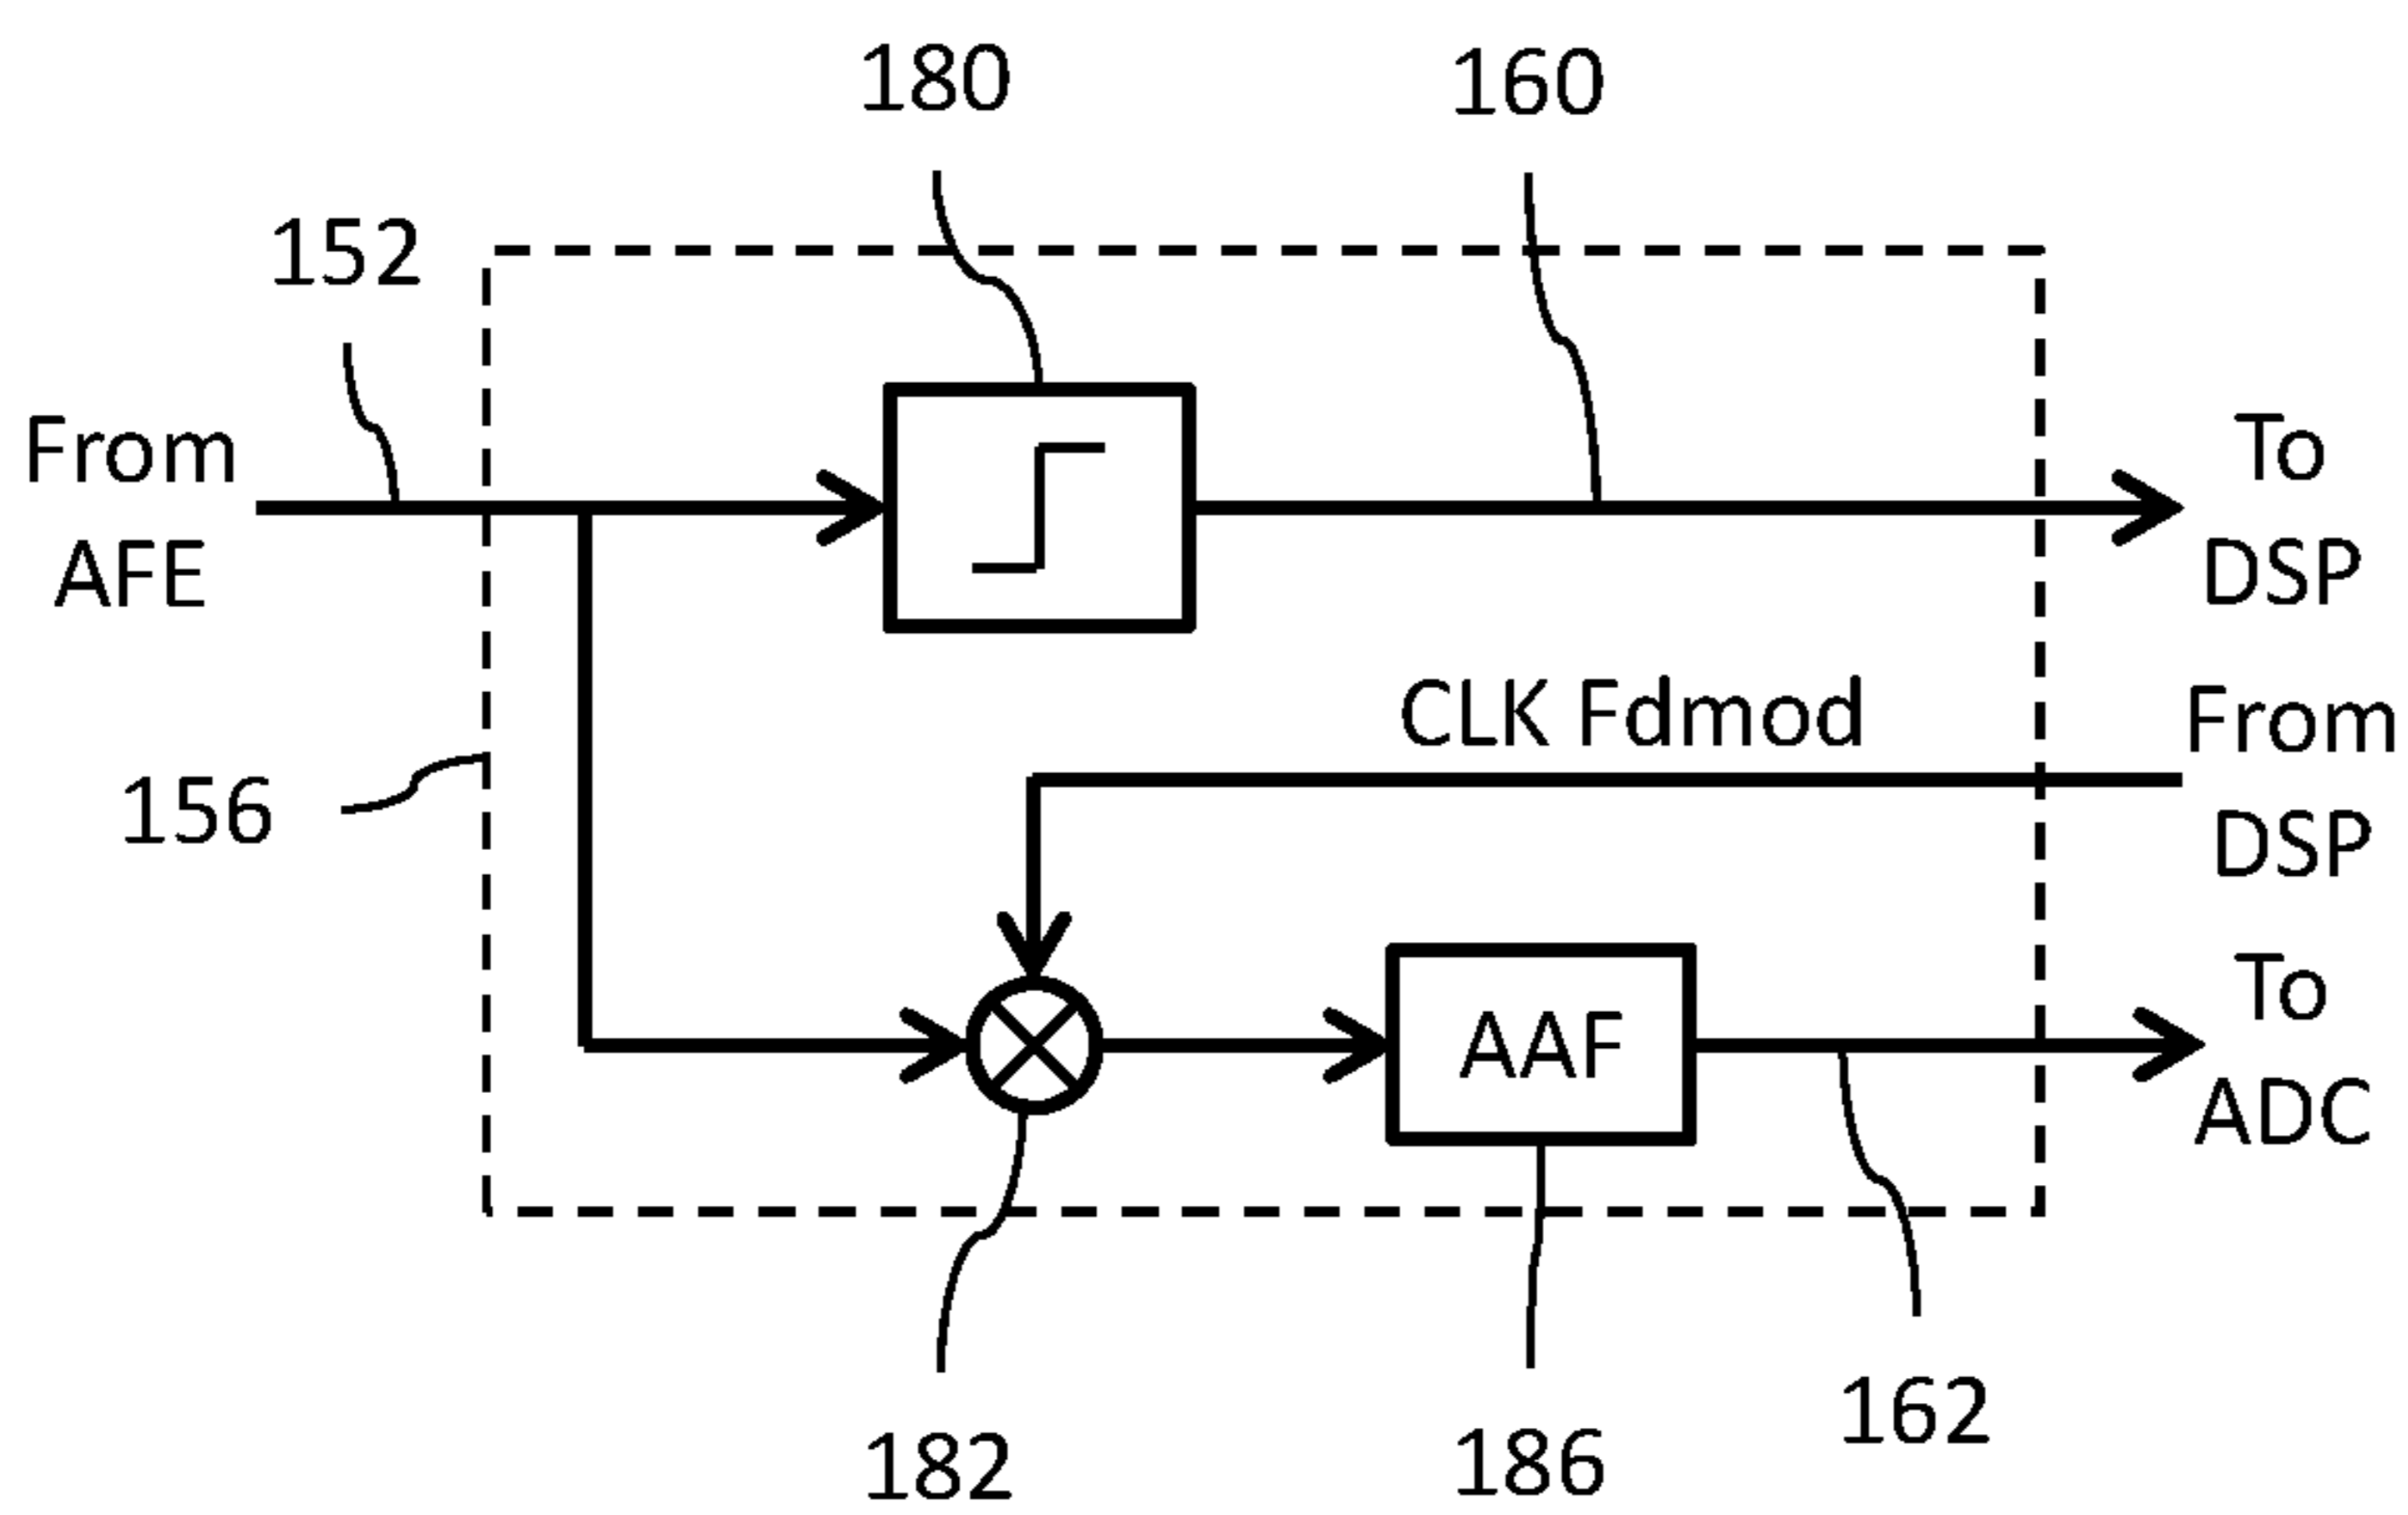 180
160
152
From
AFE
To
DSP
CLK Fdmod
From
DSP
156
To
ADC
AAF
162
182
186